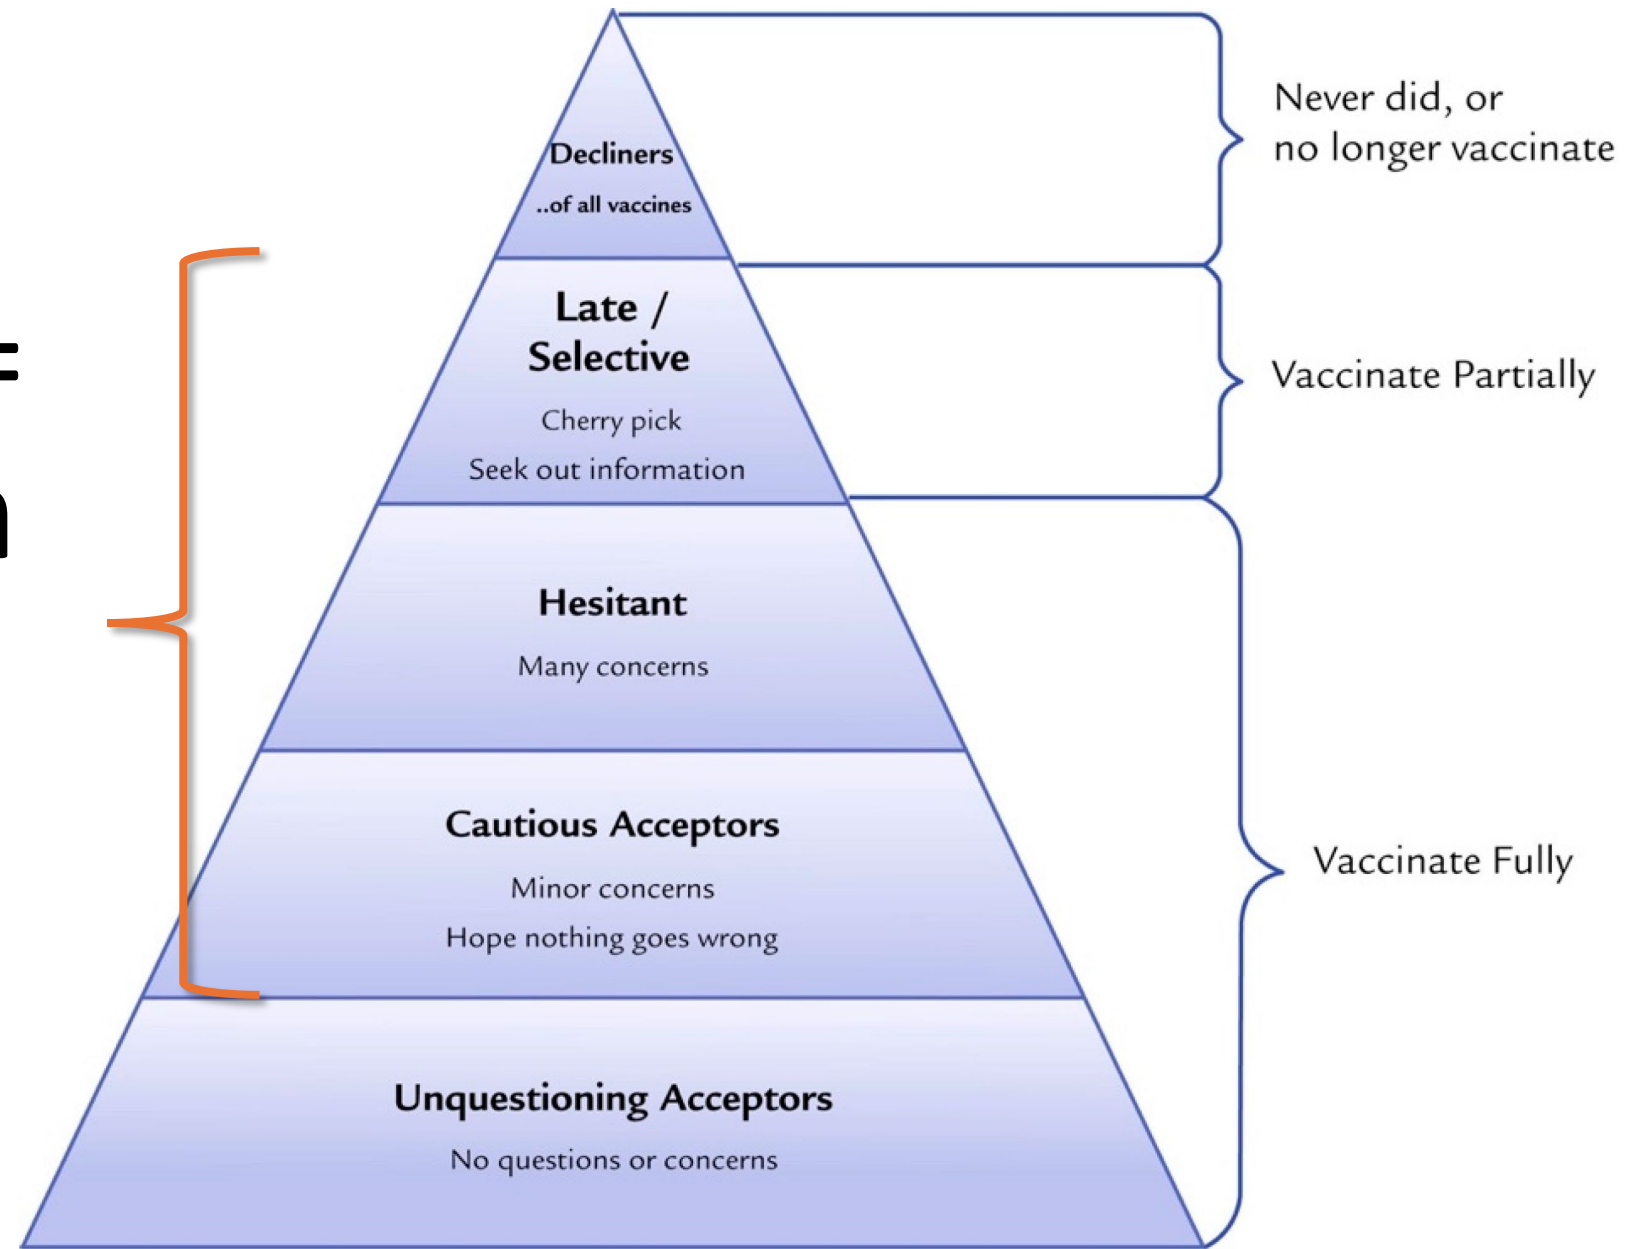 Decliners
..of all vaccines
Late /
Selective
Cherry pick
Seek out information
Hesitant
Many concerns
Cautious Acceptors
Minor concerns
Hope nothing goes wrong
Unquestioning Acceptors
No questions or concerns
Never did, or
no longer vaccinate
Vaccinate Partially
Vaccinate Fully